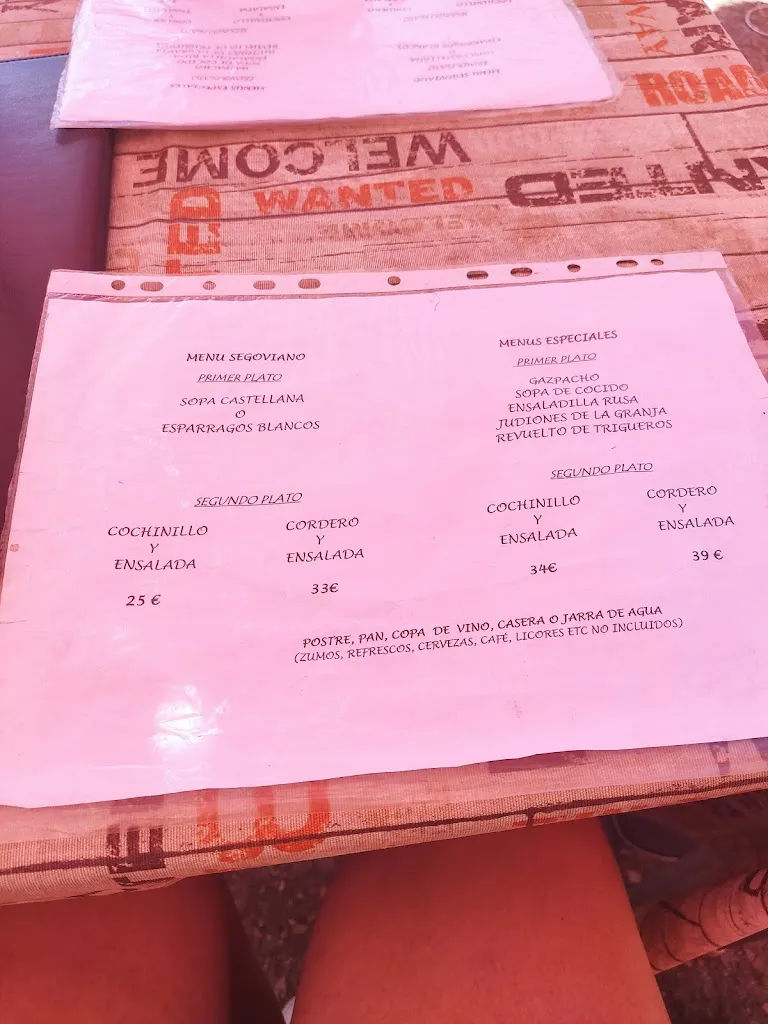 WELCOME
WANTED
ROAD
MENU SEGOVIANO
PRIMER PLATO
SOPA CASTELLANA
O
ESPARRAGOS BLANCOS
SEGUNDO PLATO
COCHINILLO
Y
ENSALADA
25 €
CORDERO
Y
ENSALADA
33€
MENUS ESPECIALES
PRIMER PLATO
GAZPACHO
SOPA DE COCIDO
ENSALADILLA RUSA
JUDIONES DE LA GRANJA
REVUELTO DE TRIGUEROS
SEGUNDO PLATO
COCHINILLO
Y
ENSALADA
34€
CORDERO
Y
ENSALADA
39 €
POSTRE, PAN, COPA DE VINO, CASERA O JARRA DE AGUA
(ZUMOS, REFRESCOS, CERVEZAS, CAFÉ, LICORES ETC NO INCLUIDOS)